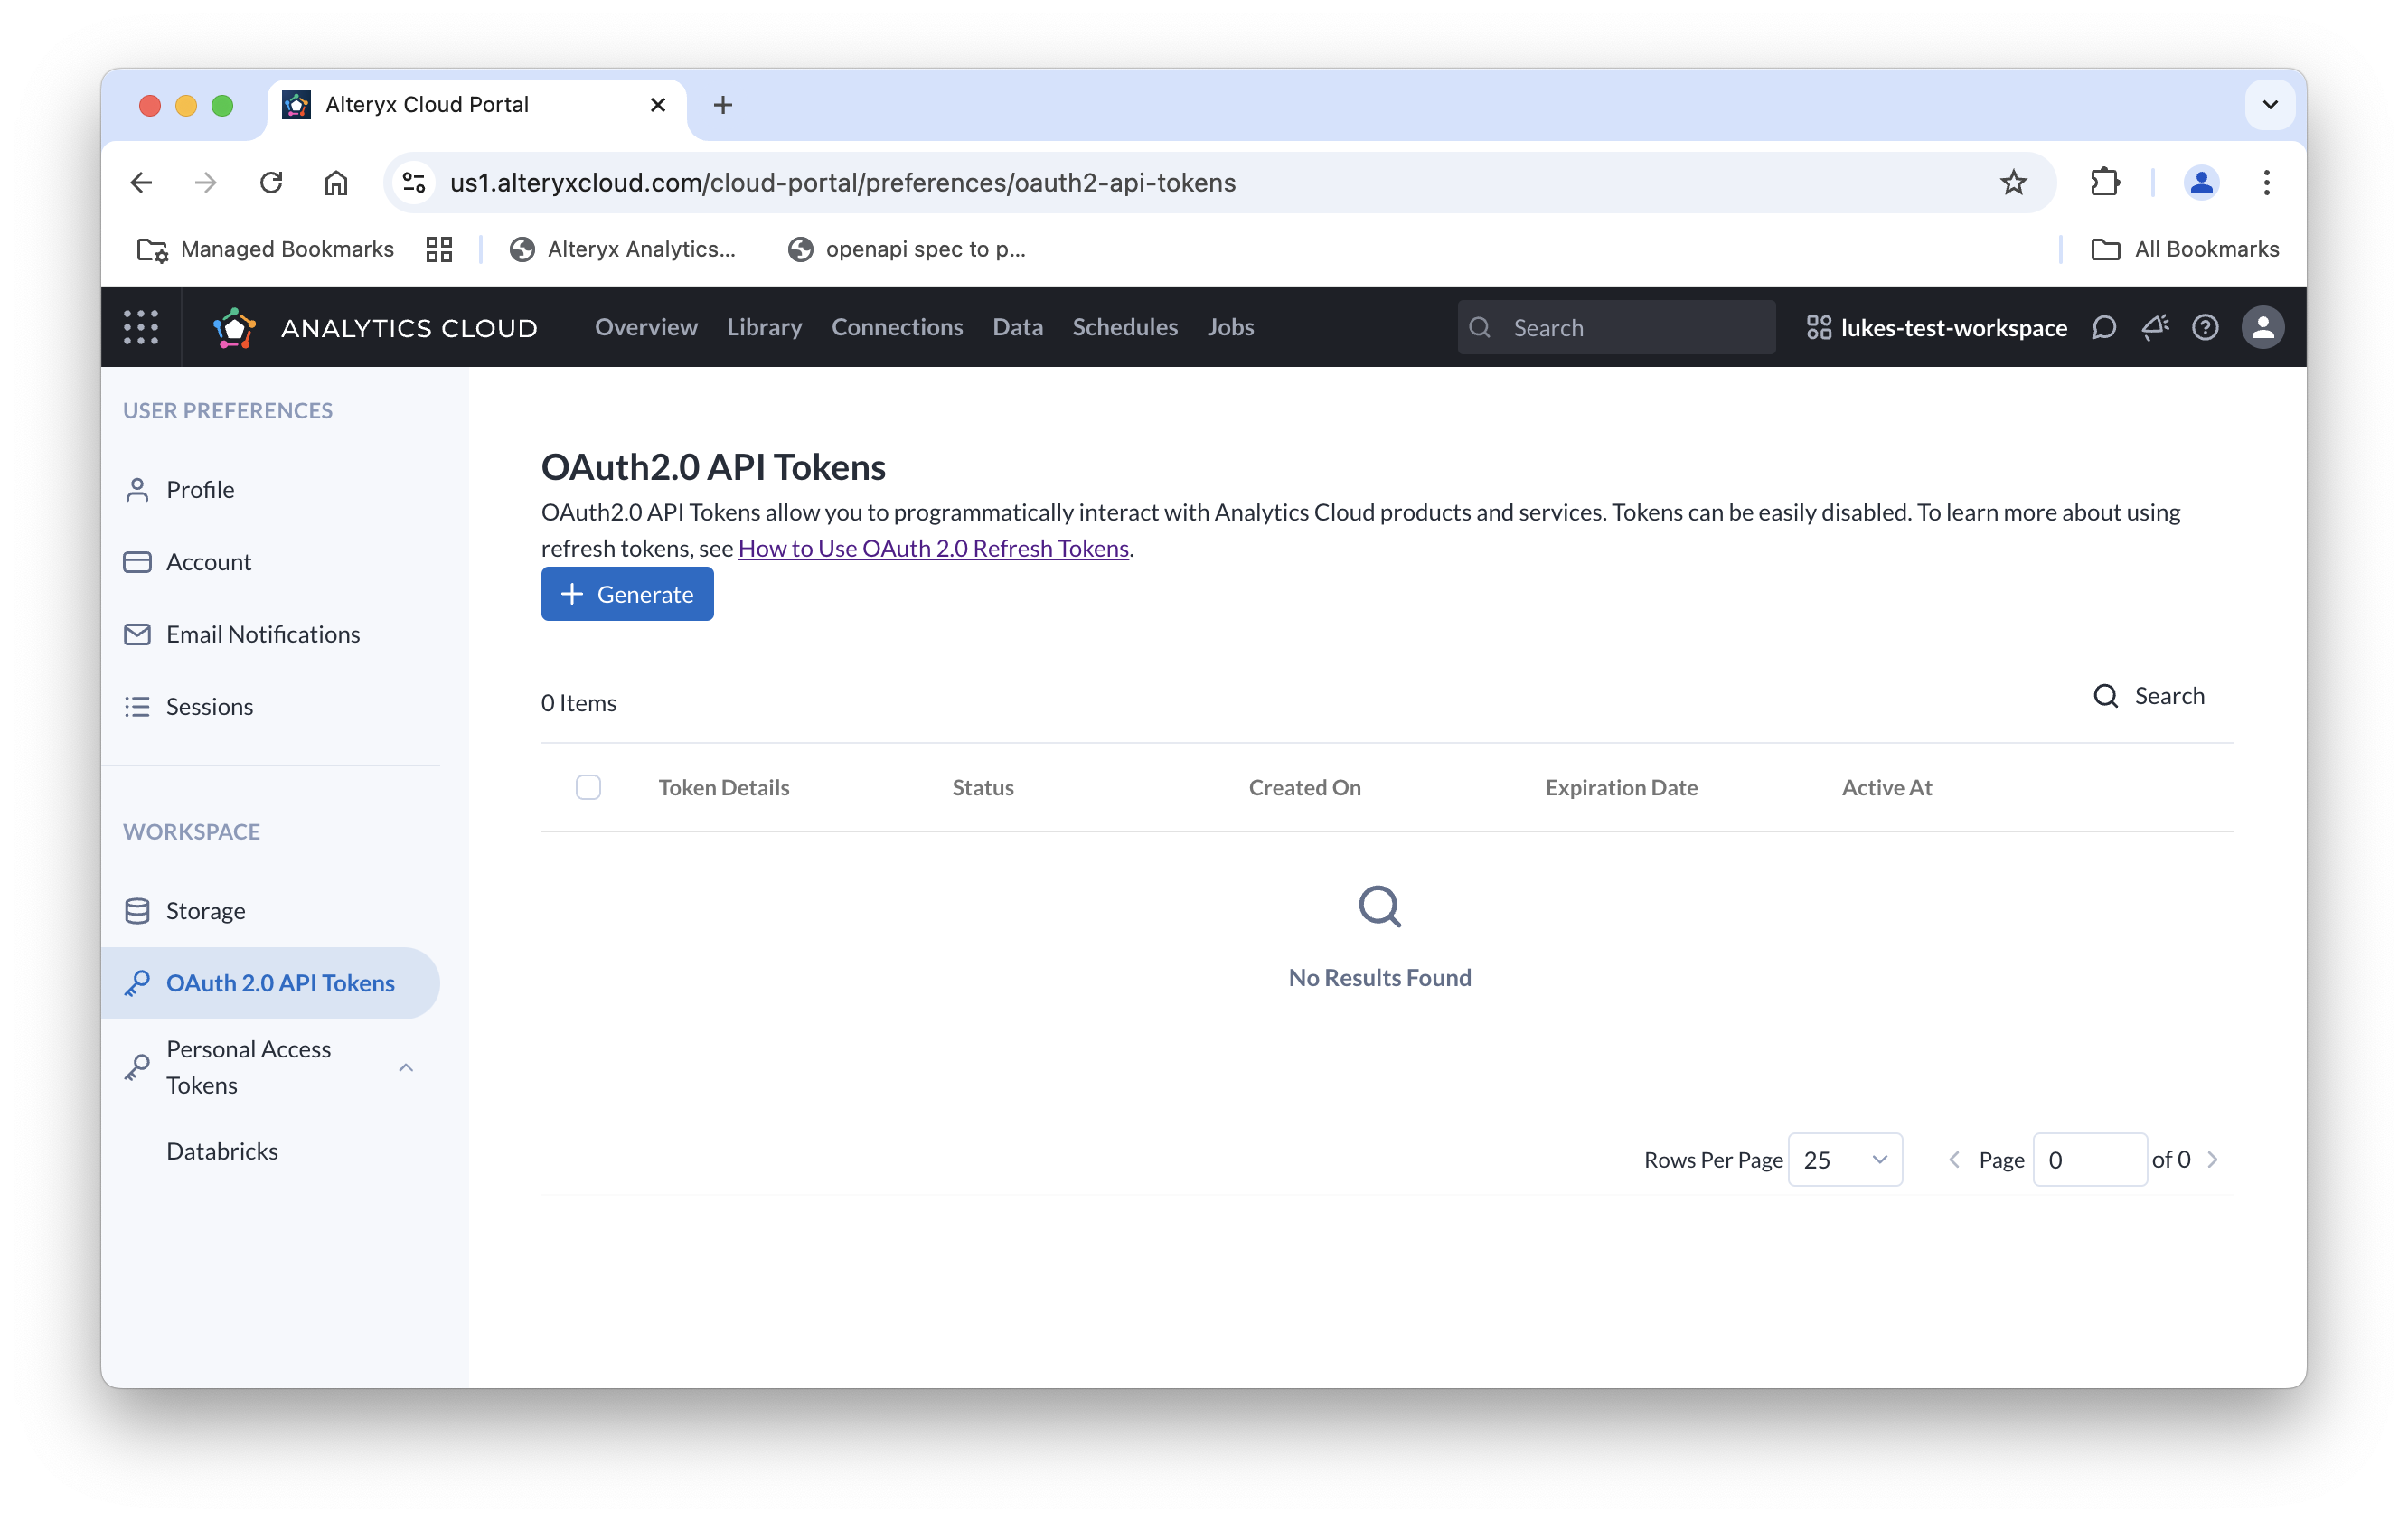 Alteryx Cloud Portal
us1.alteryxcloud.com/cloud-portal/preferences/oauth2-api-tokens
Managed Bookmarks
Alteryx Analytics...
openapi spec to p...
All Bookmarks
ANALYTICS CLOUD
Overview
Library
Connections
Data
Schedules
Jobs
Search
lukes-test-workspace
USER PREFERENCES
Profile
Account
Email Notifications
Sessions
WORKSPACE
Storage
OAuth 2.0 API Tokens
Personal Access
Tokens
Databricks
OAuth2.0 API Tokens
OAuth2.0 API Tokens allow you to programmatically interact with Analytics Cloud products and services. Tokens can be easily disabled. To learn more about using
refresh tokens, see How to Use OAuth 2.0 Refresh Tokens.
Generate
0 Items
Search
Token Details
Status
Created On
Expiration Date
Active At
No Results Found
Rows Per Page 25
Page 0 of 0